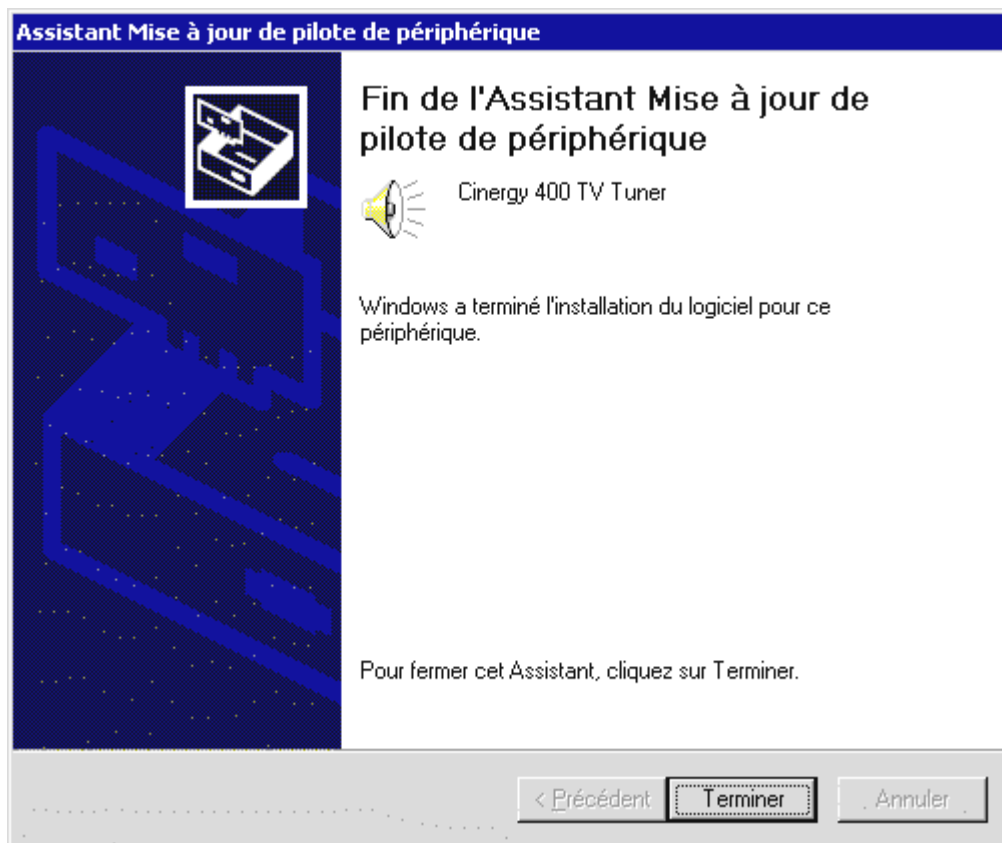 Assistant Mise à jour de pilote de périphérique
Fin de l'Assistant Mise à jour de
pilote de périphérique
Cinergy 400 TV Tuner
Windows a terminé l'installation du logiciel pour ce
périphérique.
Pour fermer cet Assistant, cliquez sur Terminer.
< Précédent
Terminer
Annuler